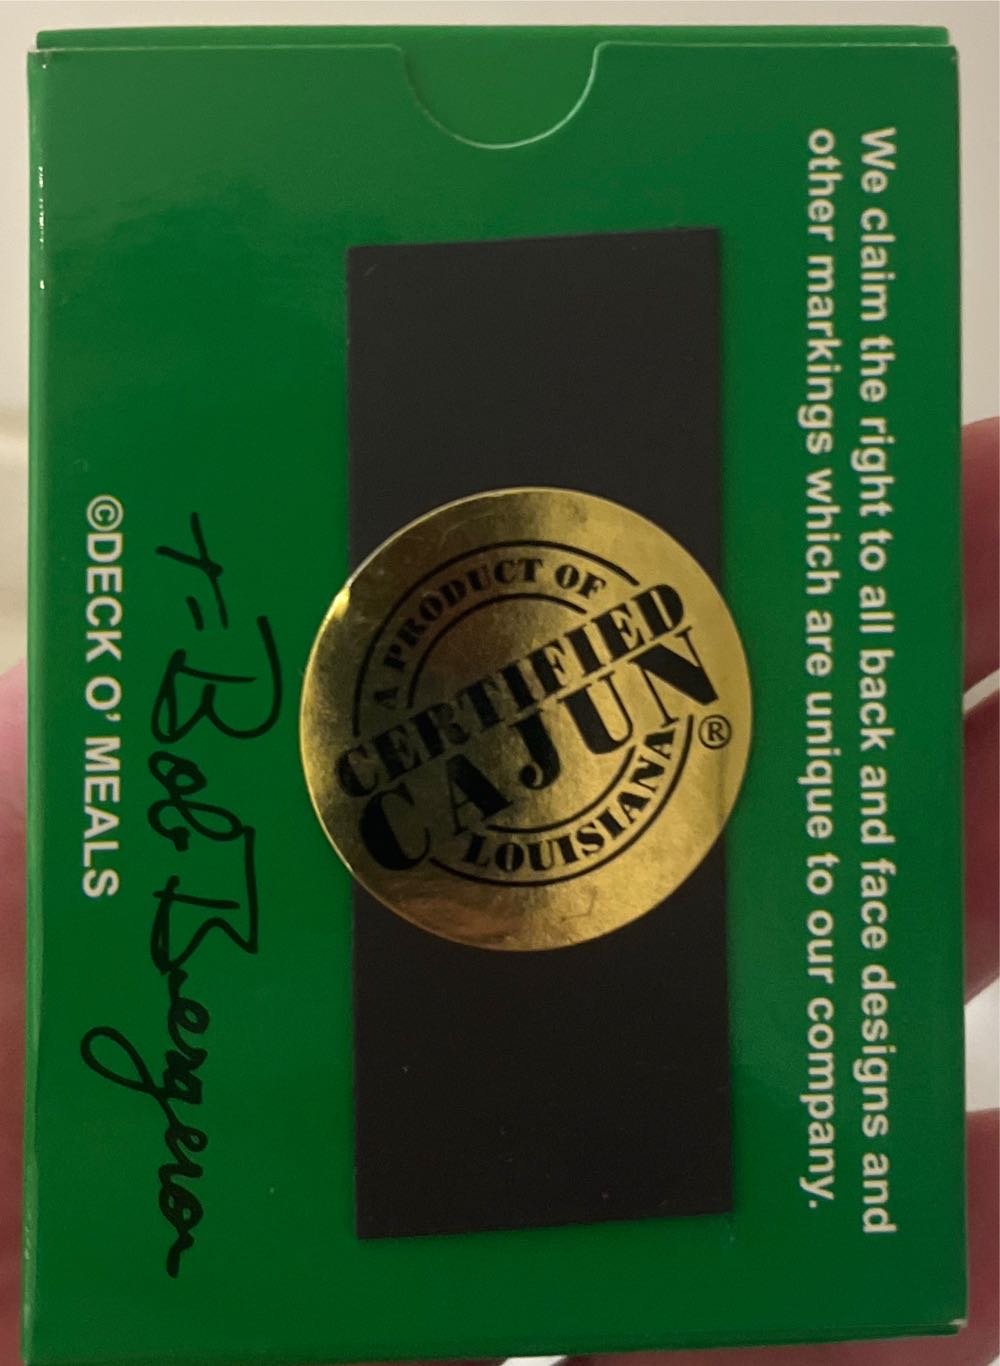 We claim the right to all back and face designs and
other markings which are unique to our company.
A PRODUCT OF
CERTIFIED
CAJUN®
LOUISIANA
Bob Bergeron
©DECK O' MEALS